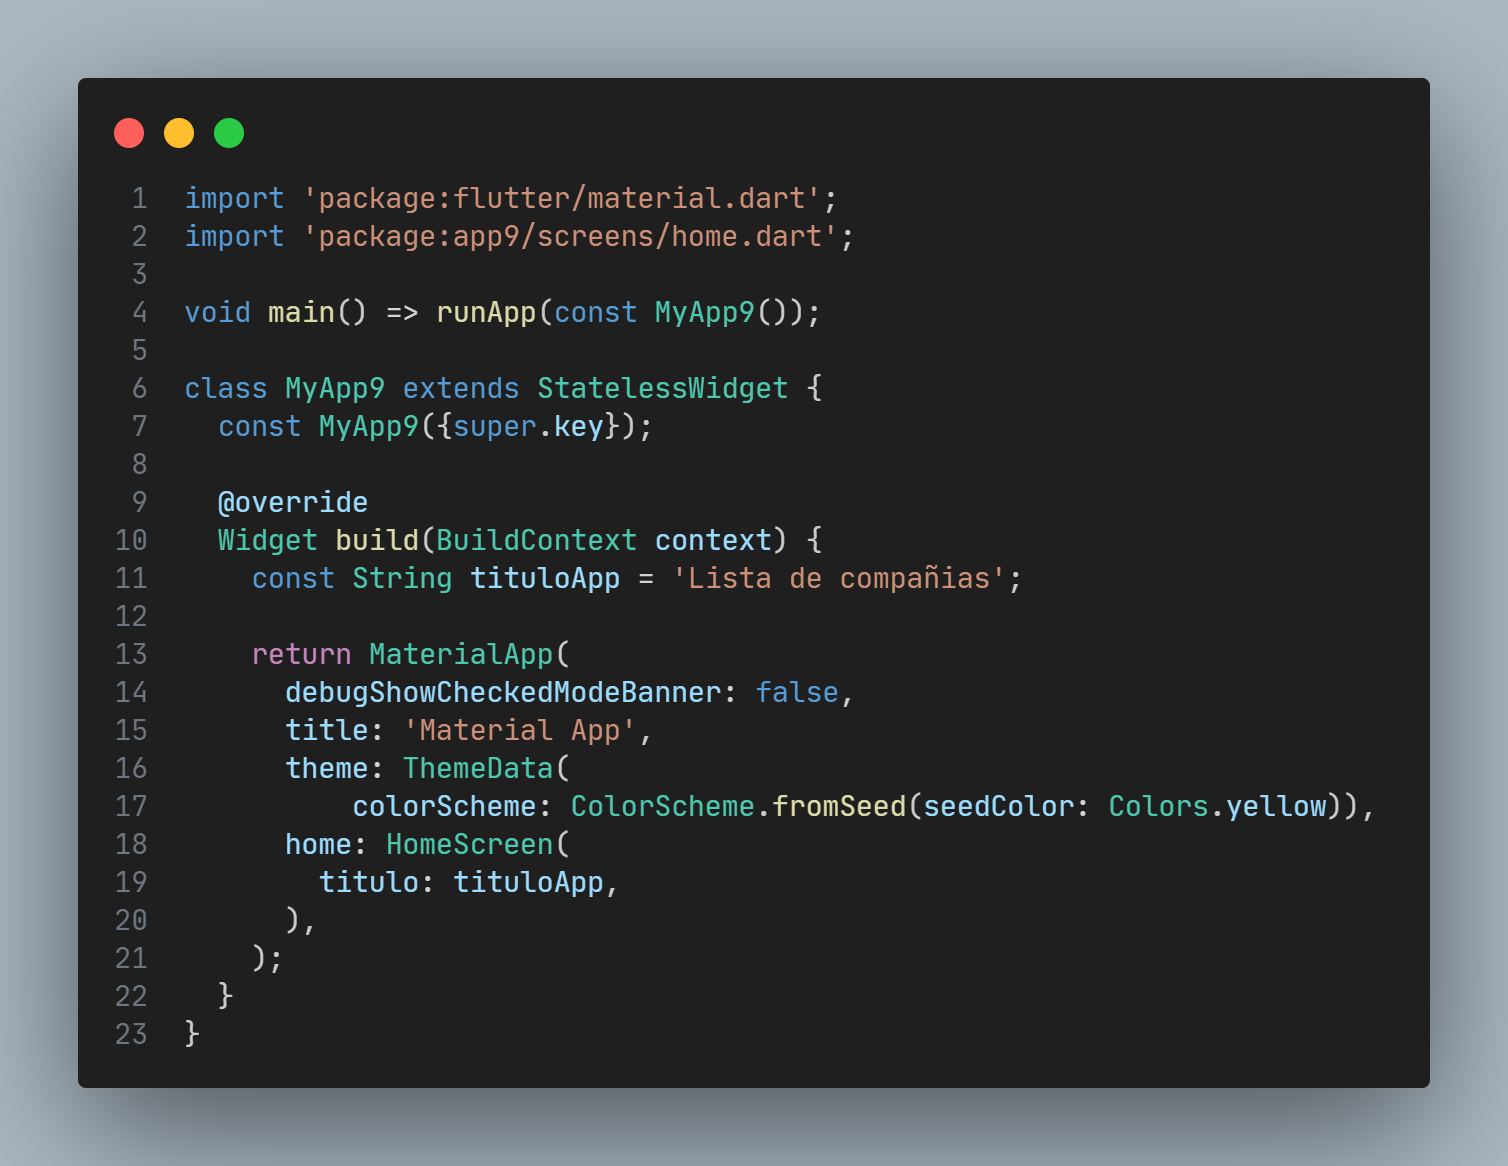 1 import 'package:flutter/material.dart';
2 import 'package:app9/screens/home.dart';
3
4 void main() => runApp(const MyApp9());
5
6 class MyApp9 extends StatelessWidget {
7   const MyApp9({super.key});
8
9   @override
10   Widget build(BuildContext context) {
11     const String tituloApp = 'Lista de compañias';
12
13     return MaterialApp(
14       debugShowCheckedModeBanner: false,
15       title: 'Material App',
16       theme: ThemeData(
17           colorScheme: ColorScheme.fromSeed(seedColor: Colors.yellow)),
18       home: HomeScreen(
19         titulo: tituloApp,
20       ),
21     );
22   }
23 }